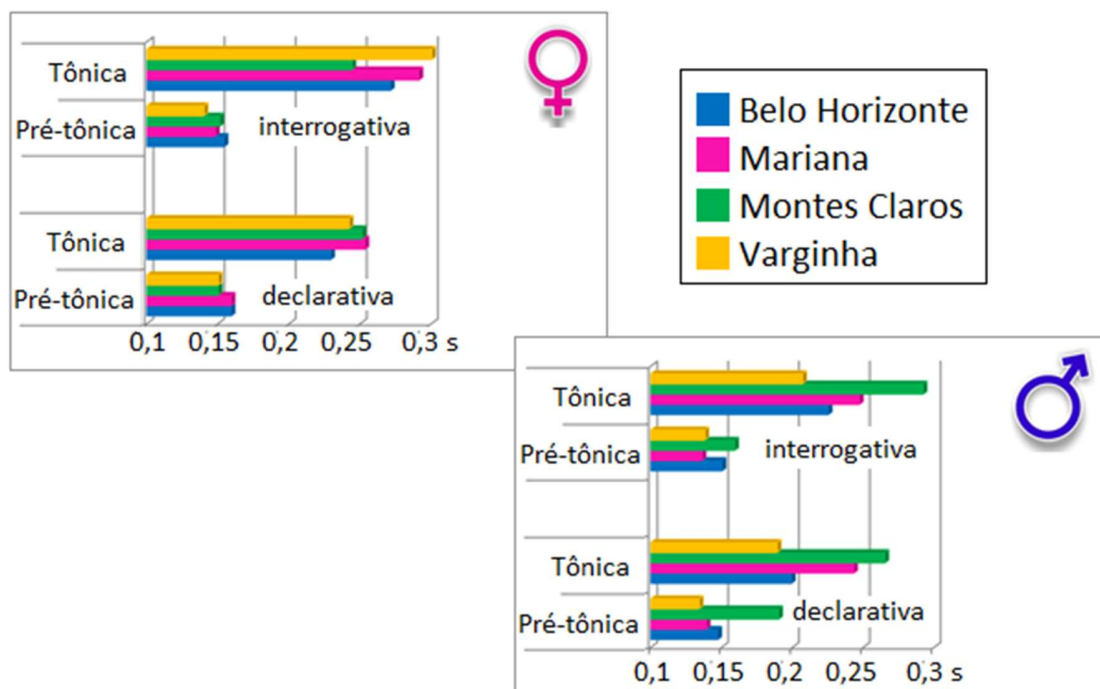 Tônica
Pré-tônica
interrogativa
Tônica
Pré-tônica
declarativa
0,1 0,15 0,2 0,25 0,3 s
Belo Horizonte
Mariana
Montes Claros
Varginha
Tônica
Pré-tônica
interrogativa
Tônica
Pré-tônica
declarativa
0,1 0,15 0,2 0,25 0,3 s